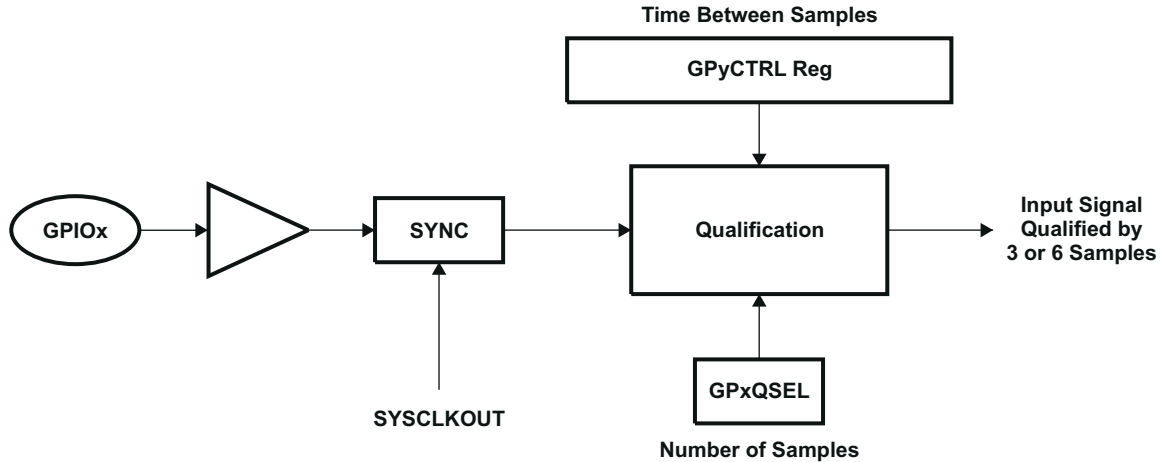 Time Between Samples
GPyCTRL Reg
GPIOx
SYNC
Qualification
Input Signal
Qualified by
3 or 6 Samples
GPxQSEL
SYSCLKOUT
Number of Samples